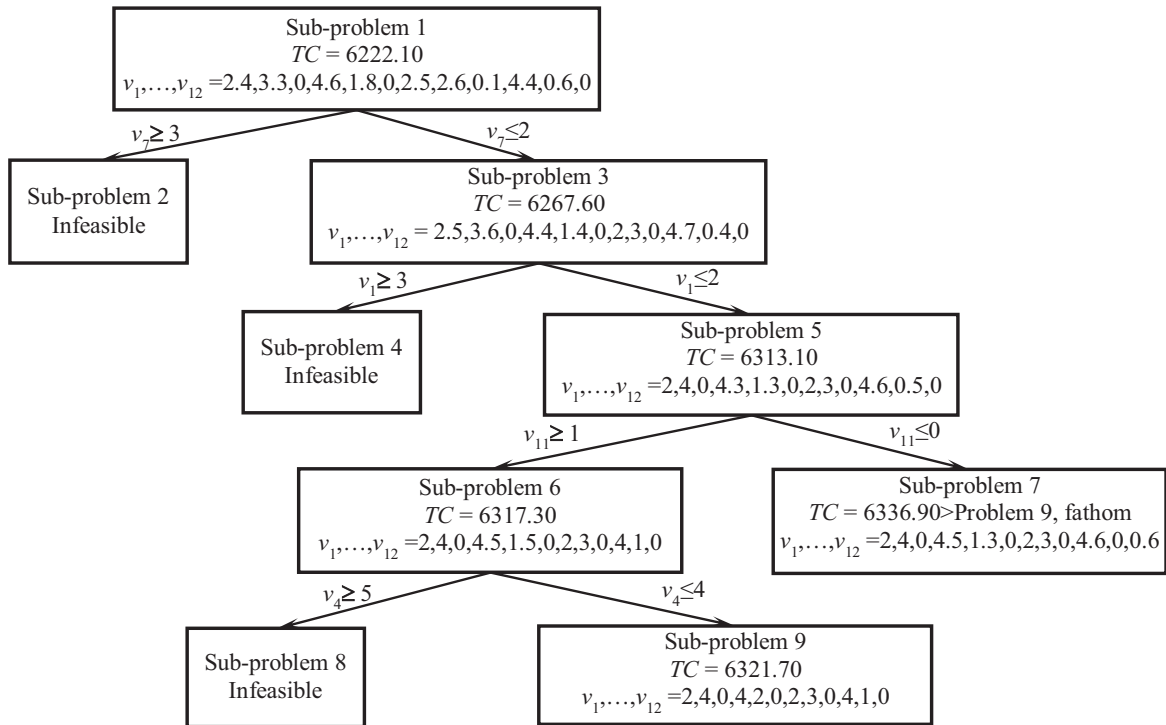 Sub-problem 1
TC = 6222.10
v₁,…,v₁₂ =2.4,3.3,0,4.6,1.8,0,2.5,2.6,0.1,4.4,0.6,0
v₇≥ 3
v₇≤2
Sub-problem 2
Infeasible
Sub-problem 3
TC = 6267.60
v₁,…,v₁₂ = 2.5,3.6,0,4.4,1.4,0,2,3,0,4.7,0.4,0
v₁≥ 3
v₁≤2
Sub-problem 4
Infeasible
Sub-problem 5
TC = 6313.10
v₁,…,v₁₂ =2,4,0,4.3,1.3,0,2,3,0,4.6,0.5,0
v₁₁≥ 1
v₁₁≤0
Sub-problem 6
TC = 6317.30
v₁,…,v₁₂ =2,4,0,4.5,1.5,0,2,3,0,4,1,0
Sub-problem 7
TC = 6336.90>Problem 9, fathom
v₁,…,v₁₂ =2,4,0,4.5,1.3,0,2,3,0,4.6,0,0.6
v₄≥ 5
v₄≤4
Sub-problem 8
Infeasible
Sub-problem 9
TC = 6321.70
v₁,…,v₁₂ =2,4,0,4,2,0,2,3,0,4,1,0